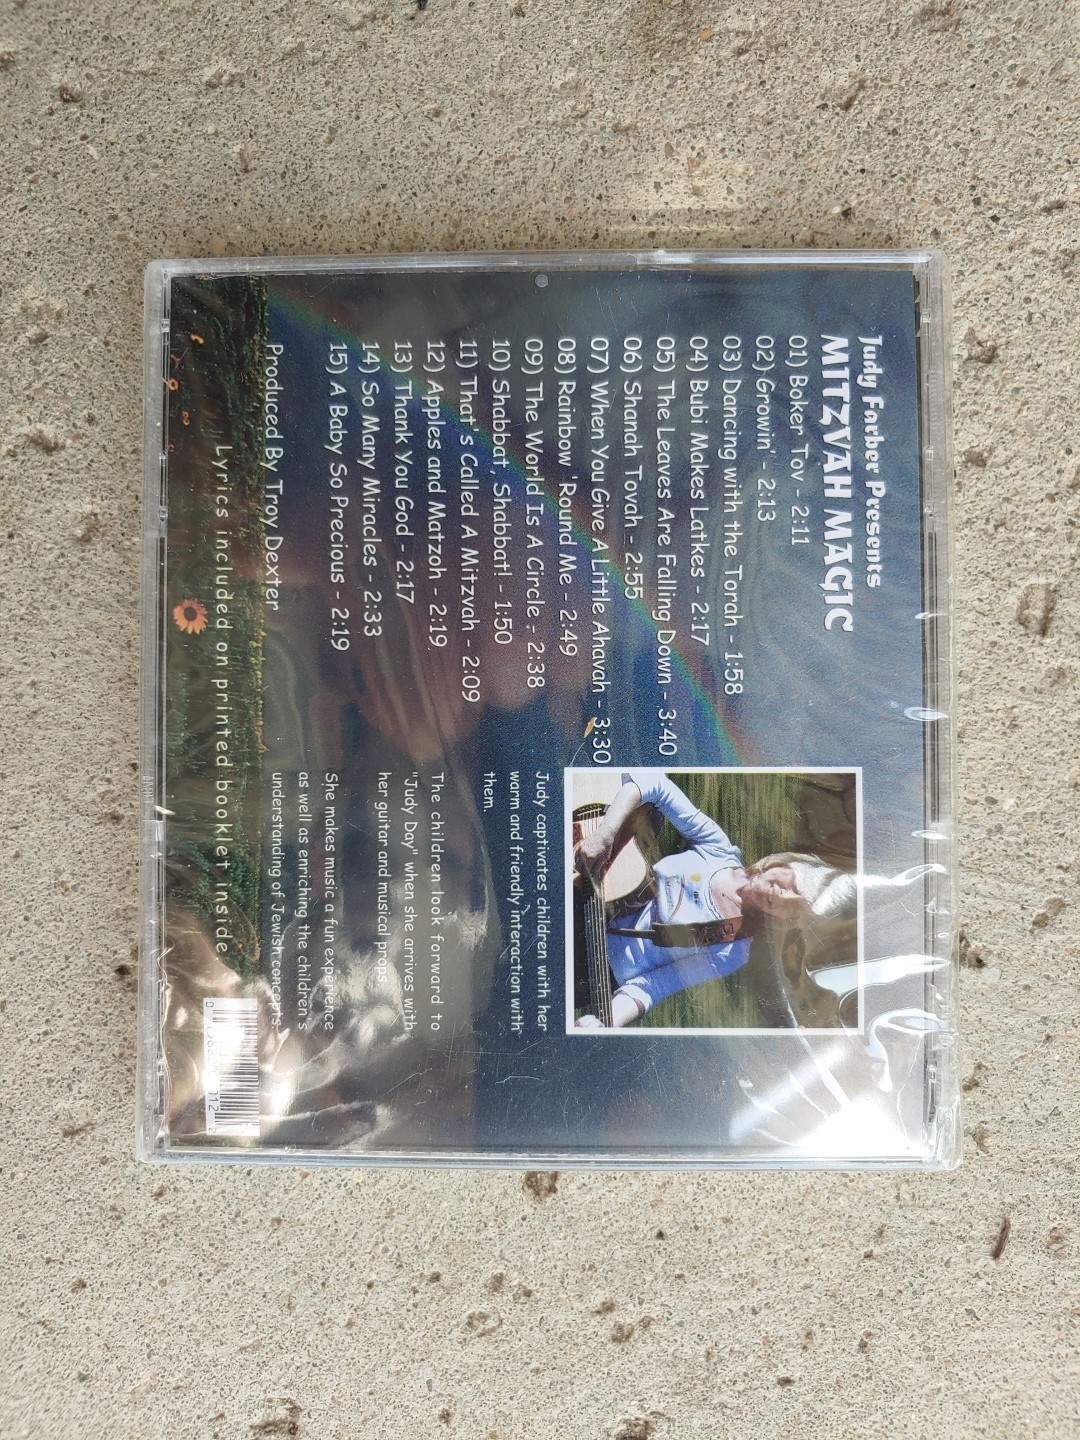 Judy Farber Presents
MITZVAH MAGIC
01) Boker Tov - 2:11
02) Growin' - 2:13
03) Dancing with the Torah - 1:58
04) Bubi Makes Latkes - 2:17
05) The Leaves Are Falling Down - 3:40
06) Shanah Tovah - 2:55
07) When You Give A Little Ahavah - 3:30
08) Rainbow 'Round Me - 2:49
09) The World Is A Circle - 2:38
10) Shabbat, Shabbat! - 1:50
11) That's Called A Mitzvah - 2:09
12) Apples and Matzoh - 2:19
13) Thank You God - 2:17
14) So Many Miracles - 2:33
15) A Baby So Precious - 2:19
Produced By Troy Dexter
Judy captivates children with her
warm and friendly interaction with
them.
The children look forward to
"Judy Day" when she arrives with
her guitar and musical props.
She makes music a fun experience
as well as enriching the children's
understanding of Jewish concepts.
Lyrics included on printed booklet inside